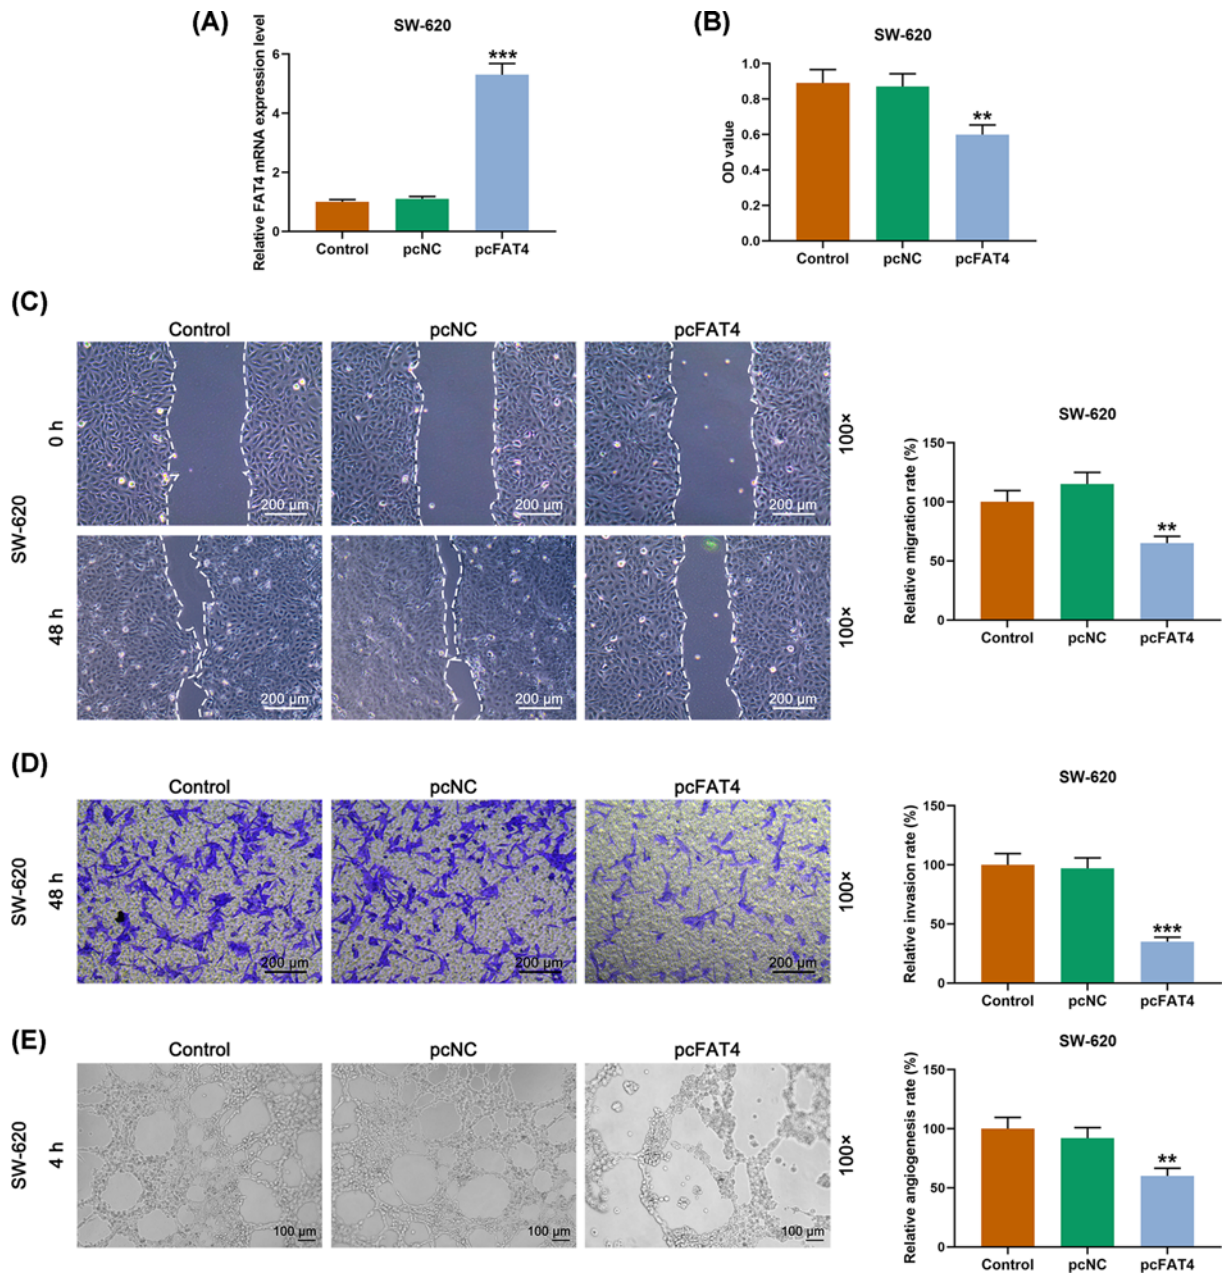 (A)
SW-620
Relative FAT4 mRNA expression level
6
4
2
0
***
Control pcNC pcFAT4
(B)
SW-620
OD value
1.0
0.8
0.6
0.4
0.2
0.0
**
Control pcNC pcFAT4
(C)
Control pcNC pcFAT4
SW-620
0 h
200 µm 200 µm 200 µm
100×
48 h
200 µm 200 µm 200 µm
100×
SW-620
Relative migration rate (%)
150
100
50
0
**
Control pcNC pcFAT4
(D)
Control pcNC pcFAT4
SW-620
48 h
200 µm 200 µm 200 µm
100×
SW-620
Relative invasion rate (%)
150
100
50
0
***
Control pcNC pcFAT4
(E)
Control pcNC pcFAT4
SW-620
4 h
100 µm 100 µm 100 µm
100×
SW-620
Relative angiogenesis rate (%)
150
100
50
0
**
Control pcNC pcFAT4